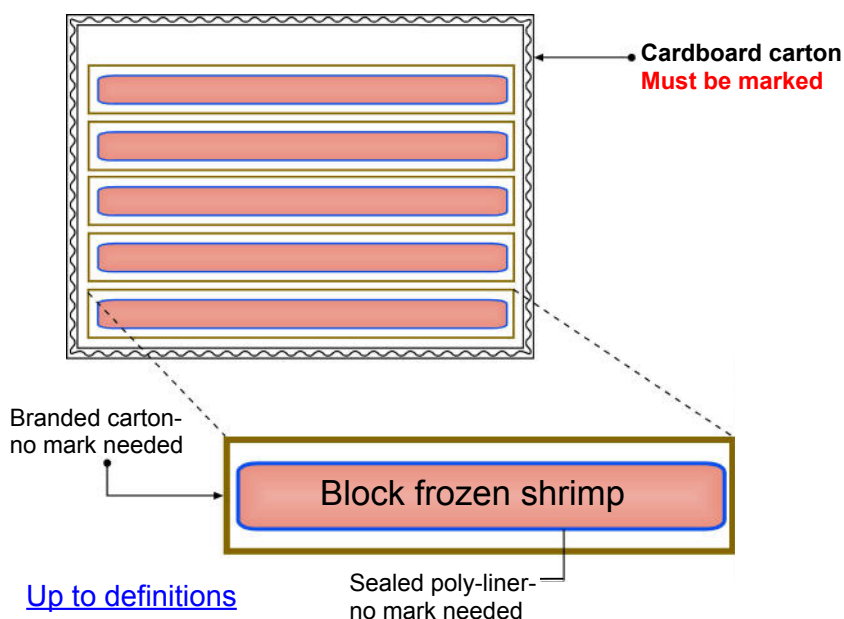 Cardboard carton
Must be marked
Branded carton-
no mark needed
Block frozen shrimp
Sealed poly-liner-
no mark needed
Up to definitions